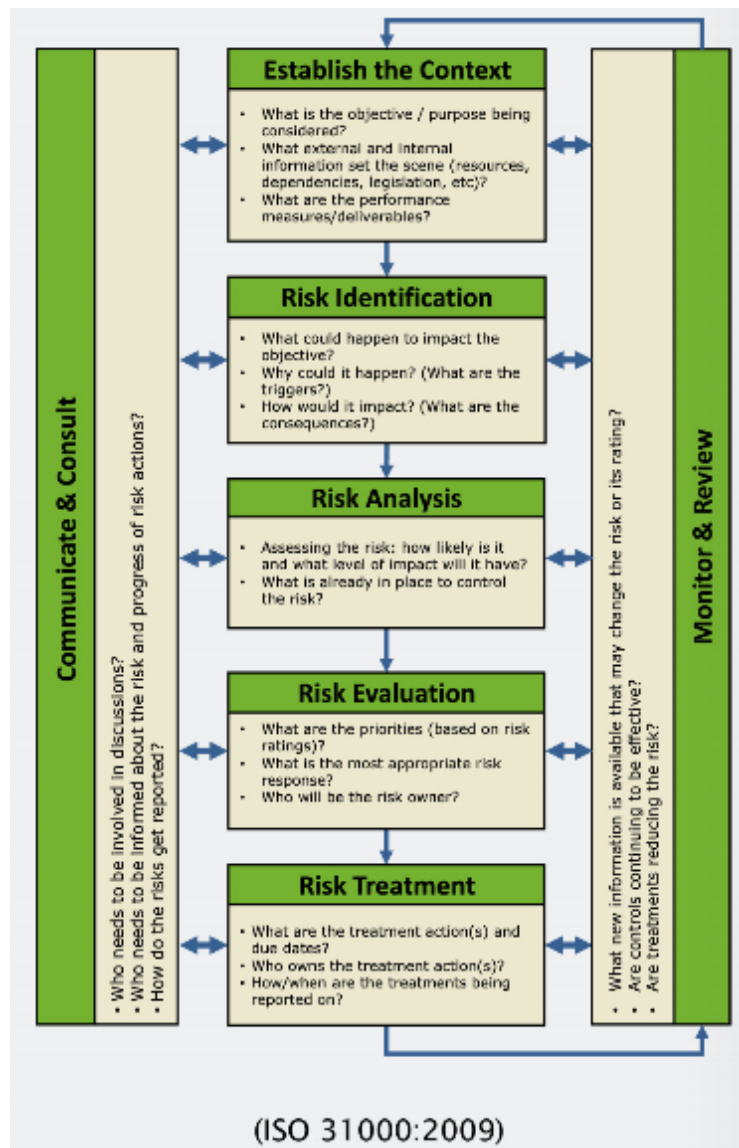 Establish the Context
• What is the objective / purpose being
considered?
• What external and internal
information set the scene (resources,
dependencies, legislation, etc)?
• What are the performance
measures/deliverables?
Risk Identification
• What could happen to impact the
objective?
• Why could it happen? (What are the
triggers?)
• How would it impact? (What are the
consequences?)
Risk Analysis
• Assessing the risk: how likely is it
and what level of impact will it have?
• What is already in place to control
the risk?
Risk Evaluation
• What are the priorities (based on risk
ratings)?
• What is the most appropriate risk
response?
• Who will be the risk owner?
Risk Treatment
• What are the treatment action(s) and
due dates?
• Who owns the treatment action(s)?
• How/when are the treatments being
reported on?
Communicate & Consult
• Who needs to be involved in discussions?
• Who needs to be informed about the risk and progress of risk actions?
• How do the risks get reported?
• What new information is available that may change the risk or its rating?
• Are controls continuing to be effective?
• Are treatments reducing the risk?
Monitor & Review
(ISO 31000:2009)